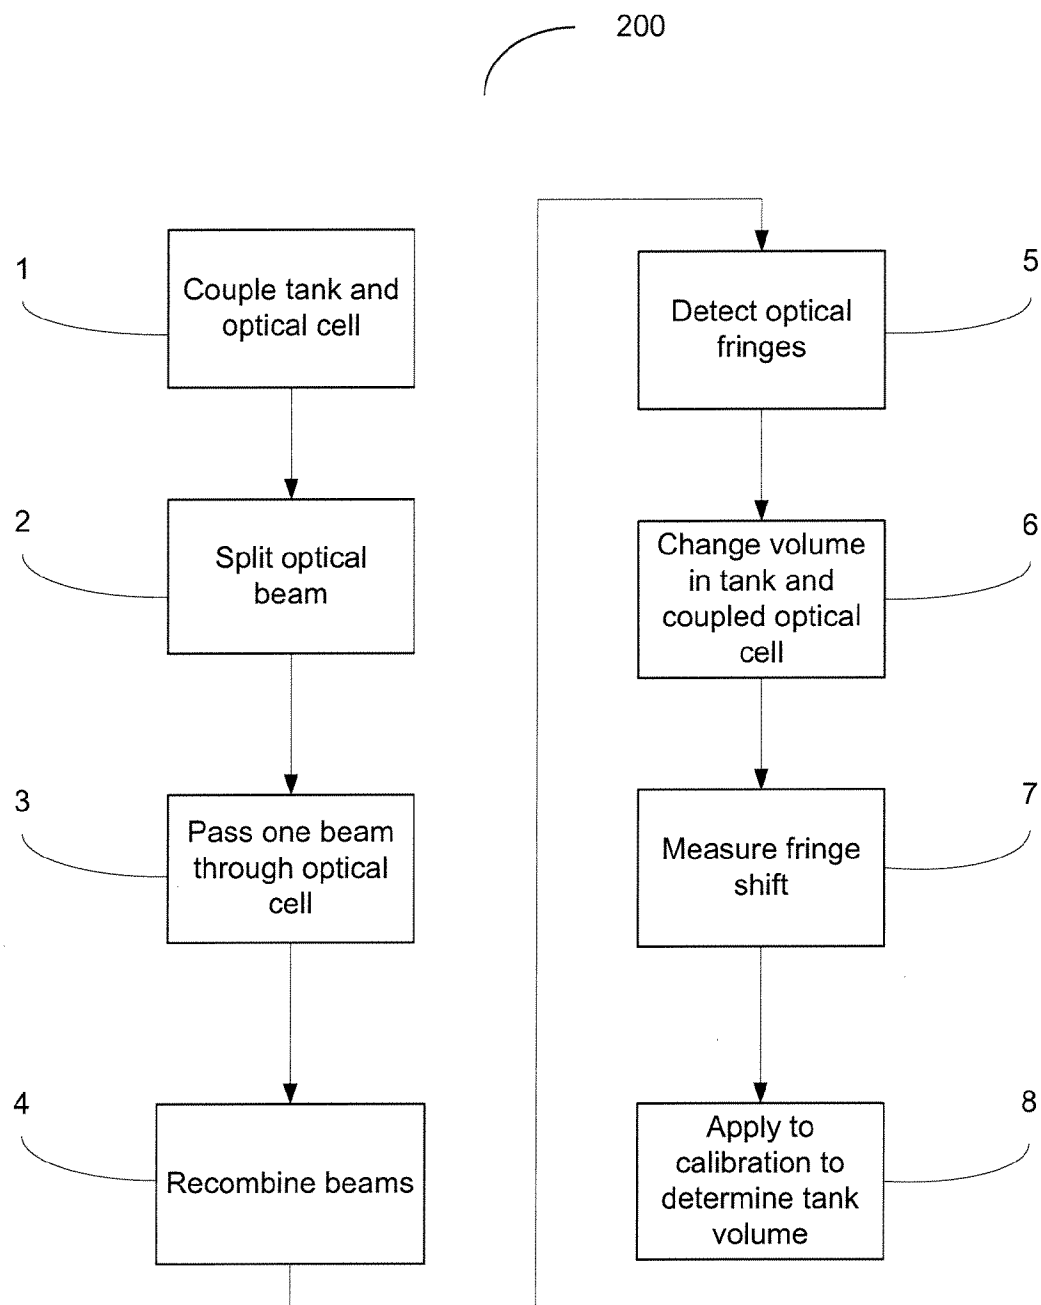 200
1
Couple tank and
optical cell
2
Split optical
beam
3
Pass one beam
through optical
cell
4
Recombine beams
5
Detect optical
fringes
6
Change volume
in tank and
coupled optical
cell
7
Measure fringe
shift
8
Apply to
calibration to
determine tank
volume